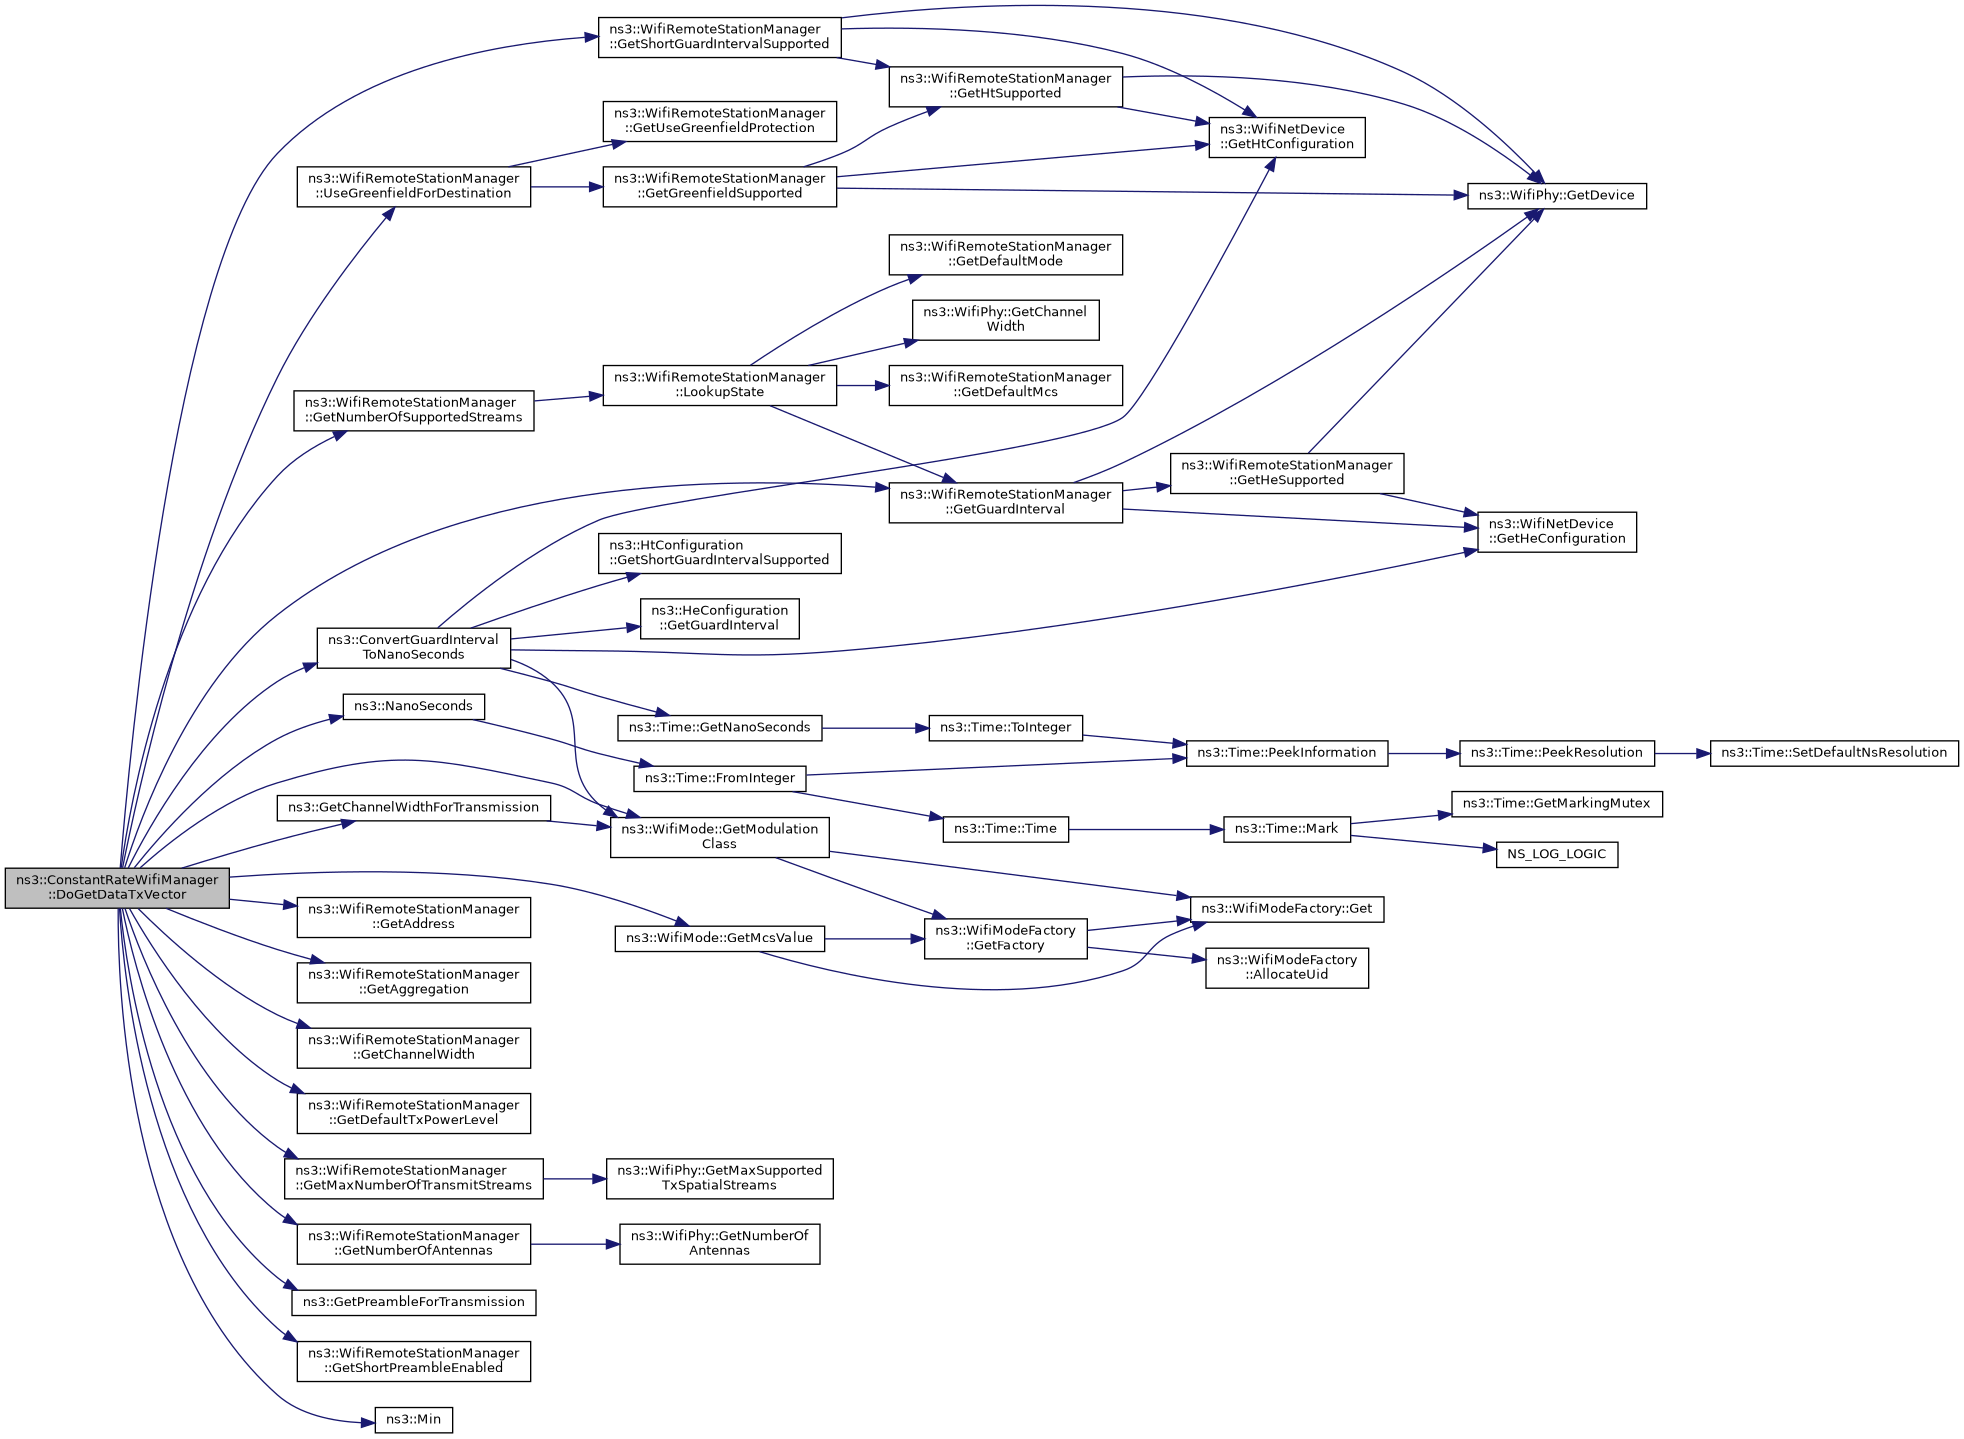 ns3::ConstantRateWifiManager
::DoGetDataTxVector
ns3::WifiRemoteStationManager
::GetShortGuardIntervalSupported
ns3::WifiRemoteStationManager
::GetHtSupported
ns3::WifiRemoteStationManager
::GetUseGreenfieldProtection
ns3::WifiNetDevice
::GetHtConfiguration
ns3::WifiRemoteStationManager
::UseGreenfieldForDestination
ns3::WifiRemoteStationManager
::GetGreenfieldSupported
ns3::WifiPhy::GetDevice
ns3::WifiRemoteStationManager
::GetDefaultMode
ns3::WifiPhy::GetChannel
Width
ns3::WifiRemoteStationManager
::LookupState
ns3::WifiRemoteStationManager
::GetDefaultMcs
ns3::WifiRemoteStationManager
::GetNumberOfSupportedStreams
ns3::WifiRemoteStationManager
::GetHeSupported
ns3::WifiRemoteStationManager
::GetGuardInterval
ns3::WifiNetDevice
::GetHeConfiguration
ns3::HtConfiguration
::GetShortGuardIntervalSupported
ns3::HeConfiguration
::GetGuardInterval
ns3::ConvertGuardInterval
ToNanoSeconds
ns3::NanoSeconds
ns3::Time::GetNanoSeconds
ns3::Time::ToInteger
ns3::Time::PeekInformation
ns3::Time::PeekResolution
ns3::Time::SetDefaultNsResolution
ns3::Time::FromInteger
ns3::GetChannelWidthForTransmission
ns3::Time::GetMarkingMutex
ns3::WifiMode::GetModulation
Class
ns3::Time::Time
ns3::Time::Mark
NS_LOG_LOGIC
ns3::WifiRemoteStationManager
::GetAddress
ns3::WifiModeFactory::Get
ns3::WifiMode::GetMcsValue
ns3::WifiModeFactory
::GetFactory
ns3::WifiModeFactory
::AllocateUid
ns3::WifiRemoteStationManager
::GetAggregation
ns3::WifiRemoteStationManager
::GetChannelWidth
ns3::WifiRemoteStationManager
::GetDefaultTxPowerLevel
ns3::WifiRemoteStationManager
::GetMaxNumberOfTransmitStreams
ns3::WifiPhy::GetMaxSupported
TxSpatialStreams
ns3::WifiRemoteStationManager
::GetNumberOfAntennas
ns3::WifiPhy::GetNumberOf
Antennas
ns3::GetPreambleForTransmission
ns3::WifiRemoteStationManager
::GetShortPreambleEnabled
ns3::Min